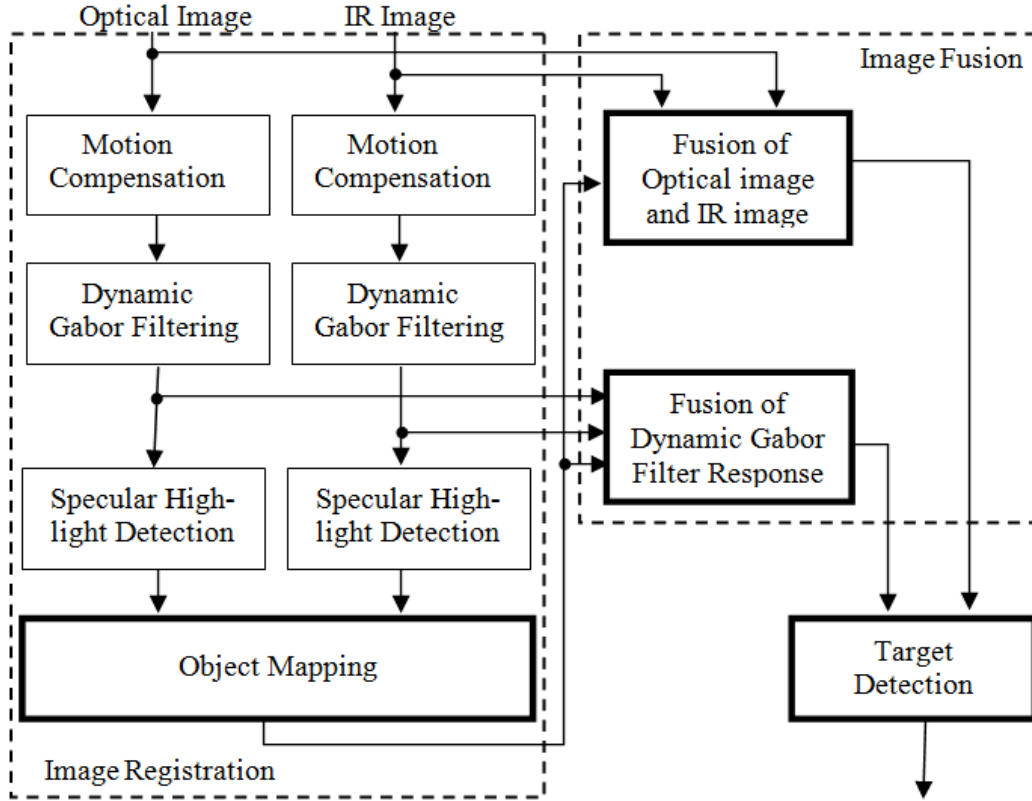 Optical Image
IR Image
Image Fusion
Motion
Compensation
Motion
Compensation
Fusion of
Optical image
and IR image
Dynamic
Gabor Filtering
Dynamic
Gabor Filtering
Fusion of
Dynamic Gabor
Filter Response
Specular High-
light Detection
Specular High-
light Detection
Object Mapping
Target
Detection
Image Registration